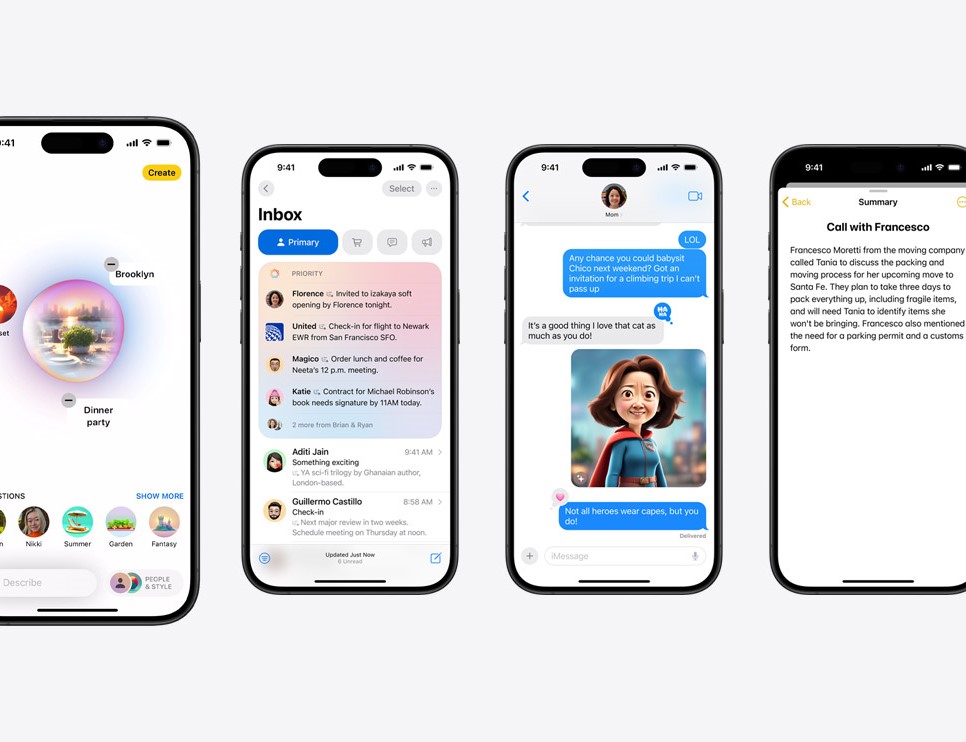 9:41
Create
Brooklyn
Dinner
party
SHOW MORE
Nikki
Summer
Garden
Fantasy
Describe
PEOPLE
& STYLE
9:41
Select
Inbox
Primary
PRIORITY
Florence Invited to izakaya soft
opening by Florence tonight.
United Check-in for flight to Newark
EWR from San Francisco SFO.
Magico Order lunch and coffee for
Neeta's 12 p.m. meeting.
Katie Contract for Michael Robinson's
book needs signature by 11AM today.
2 more from Brian & Ryan
Aditi Jain 9:41 AM
Something exciting
YA sci-fi trilogy by Ghanaian author,
London-based.
Guillermo Castillo 8:58 AM
Check-in
Next major review in two weeks.
Schedule meeting on Thursday at noon.
Updated Just Now
6 Unread
9:41
Mom
LOL
Any chance you could babysit
Chico next weekend? Got an
invitation for a climbing trip I can't
pass up
HA
HA
It's a good thing I love that cat as
much as you do!
Not all heroes wear capes, but you
do!
Delivered
iMessage
9:41
Back
Summary
Call with Francesco
Francesco Moretti from the moving company
called Tania to discuss the packing and
moving process for her upcoming move to
Santa Fe. They plan to take three days to
pack everything up, including fragile items,
and will need Tania to identify items she
won't be bringing. Francesco also mentioned
the need for a parking permit and a customs
form.